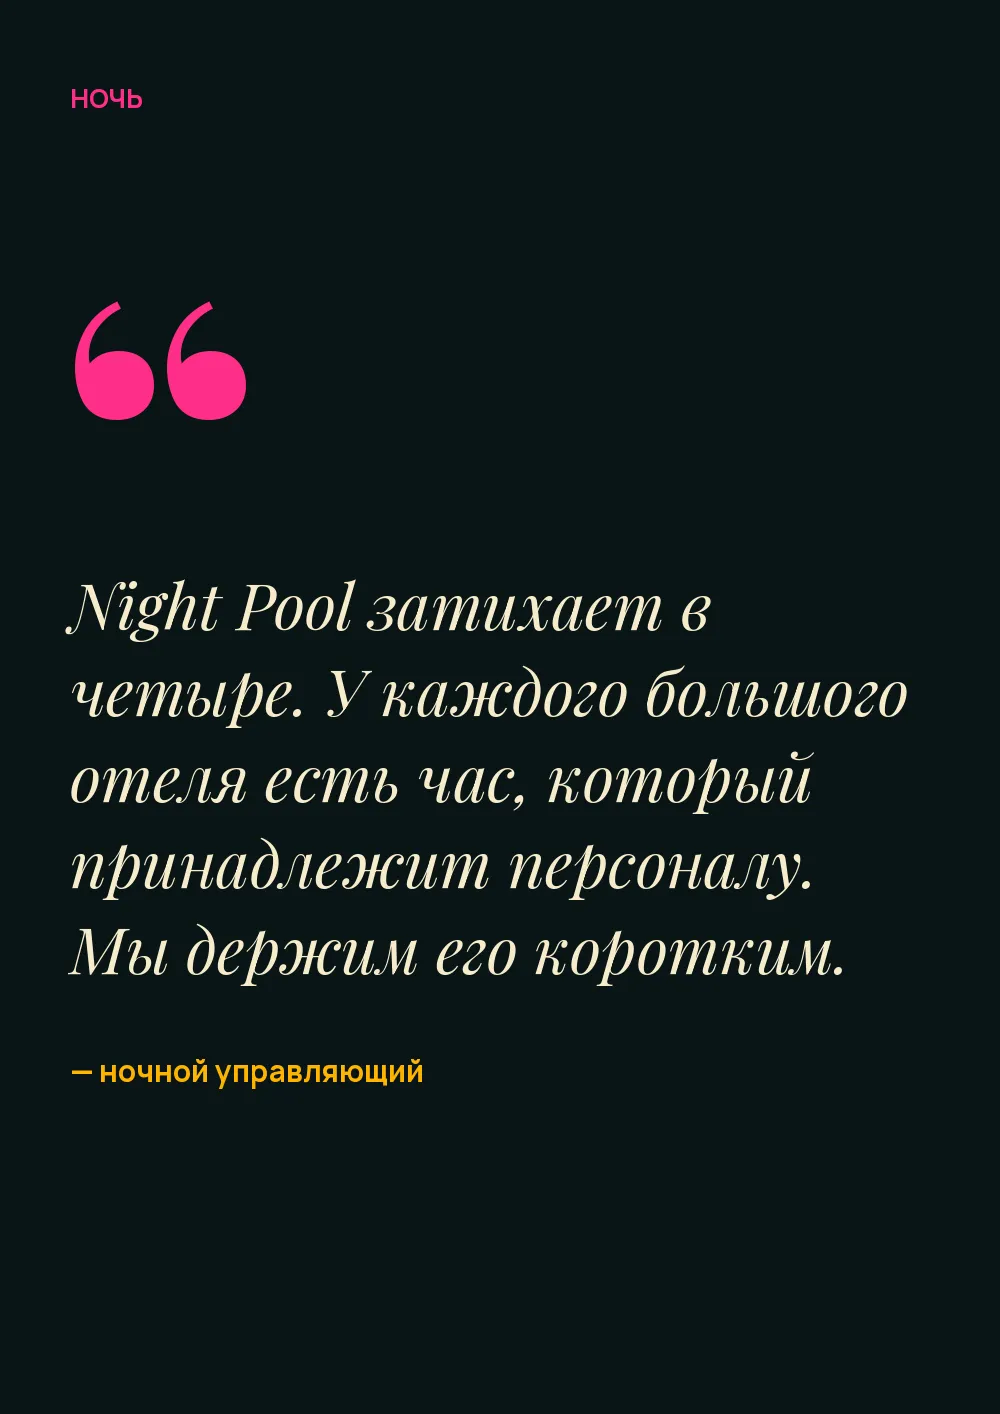 НОЧЬ
“
Night Pool затихает в
четыре. У каждого большого
отеля есть час, который
принадлежит персоналу.
Мы держим его коротким.
— ночной управляющий